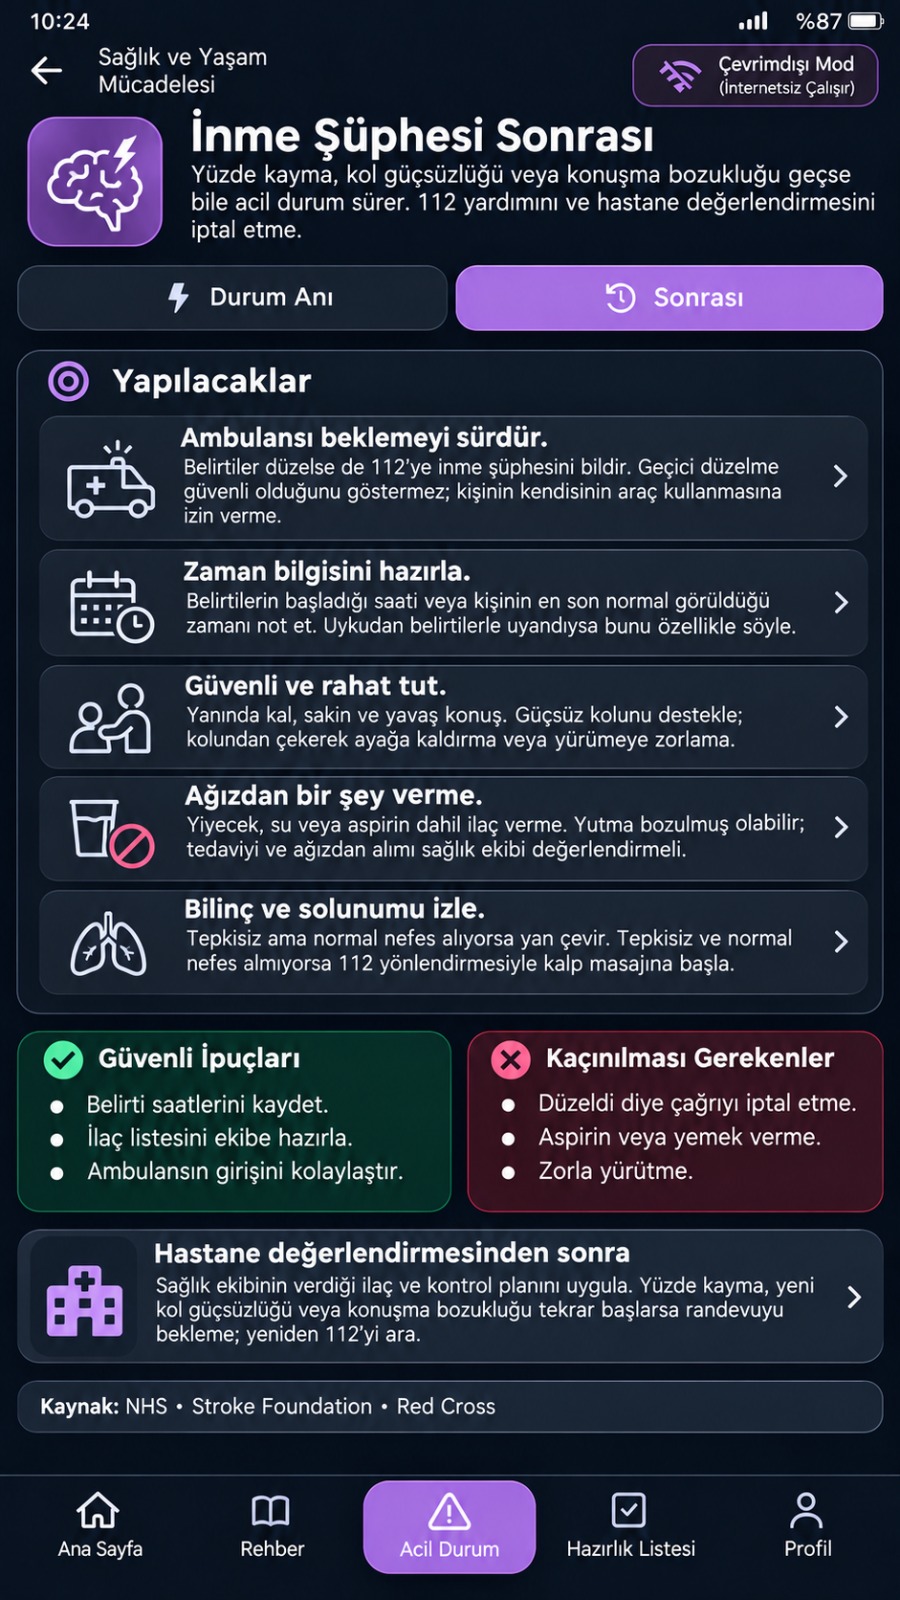 10:24
%87
Sağlık ve Yaşam
Mücadelesi
Çevrimdışı Mod
(İnternetsiz Çalışır)
İnme Şüphesi Sonrası
Yüzde kayma, kol güçsüzlüğü veya konuşma bozukluğu geçse
bile acil durum sürer. 112 yardımını ve hastane değerlendirmesini
iptal etme.
Durum Anı
Sonrası
Yapılacaklar
Ambulansı beklemeyi sürdür.
Belirtiler düzelse de 112'ye inme şüphesini bildir. Geçici düzelme
güvenli olduğunu göstermez; kişinin kendisinin araç kullanmasına
izin verme.
Zaman bilgisini hazırla.
Belirtilerin başladığı saati veya kişinin en son normal görüldüğü
zamanı not et. Uykudan belirtilerle uyandıysa bunu özellikle söyle.
Güvenli ve rahat tut.
Yanında kal, sakin ve yavaş konuş. Güçsüz kolunu destekle;
kolundan çekerek ayağa kaldırma veya yürümeye zorlama.
Ağızdan bir şey verme.
Yiyecek, su veya aspirin dahil ilaç verme. Yutma bozulmuş olabilir;
tedaviyi ve ağızdan alımı sağlık ekibi değerlendirmeli.
Bilinç ve solunumu izle.
Tepkisiz ama normal nefes alıyorsa yan çevir. Tepkisiz ve normal
nefes almıyorsa 112 yönlendirmesiyle kalp masajına başla.
Güvenli İpuçları
• Belirti saatlerini kaydet.
• İlaç listesini ekibe hazırla.
• Ambulansın girişini kolaylaştır.
Kaçınılması Gerekenler
• Düzeldi diye çağrıyı iptal etme.
• Aspirin veya yemek verme.
• Zorla yürütme.
Hastane değerlendirmesinden sonra
Sağlık ekibinin verdiği ilaç ve kontrol planını uygula. Yüzde kayma, yeni
kol güçsüzlüğü veya konuşma bozukluğu tekrar başlarsa randevuyu
bekleme; yeniden 112'yi ara.
Kaynak: NHS • Stroke Foundation • Red Cross
Ana Sayfa
Rehber
Acil Durum
Hazırlık Listesi
Profil